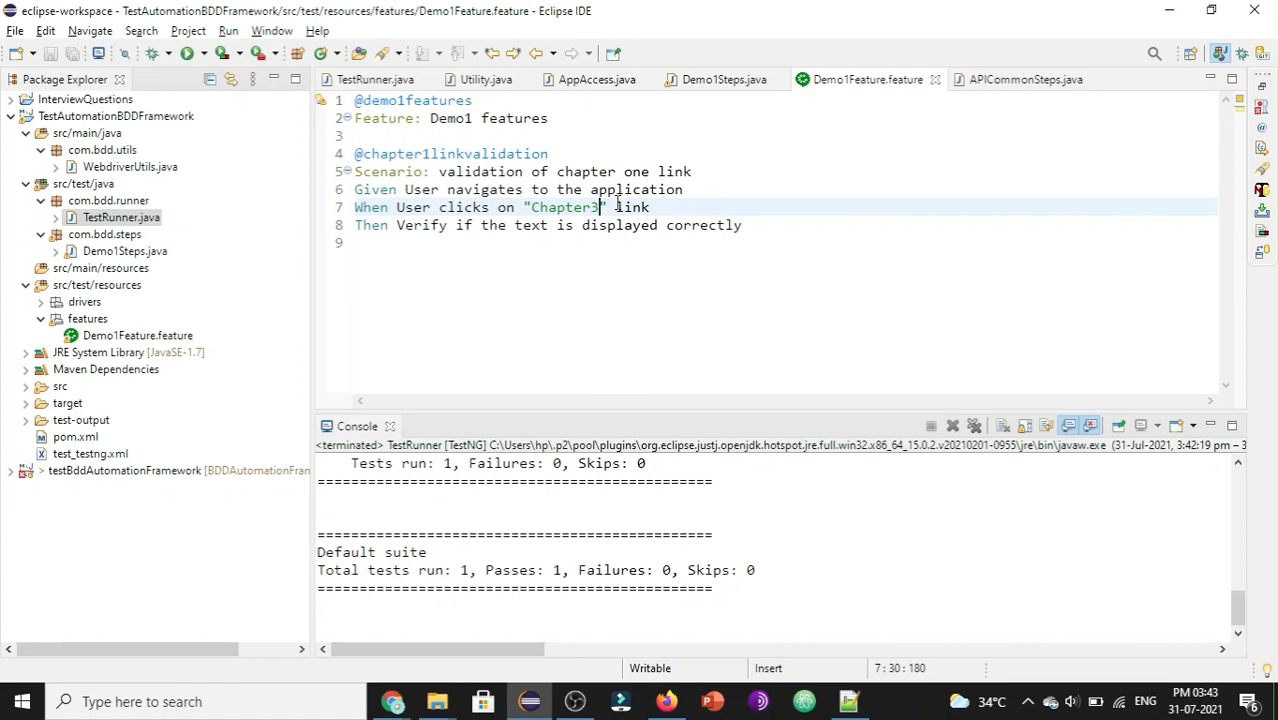 eclipse-workspace - TestAutomationBDDFramework/src/test/resources/features/Demo1Feature.feature - Eclipse IDE
File Edit Navigate Search Project Run Window Help
Package Explorer
TestRunner.java Utility.java AppAccess.java Demo1Steps.java Demo1Feature.feature APICommonSteps.java
InterviewQuestions
TestAutomationBDDFramework
src/main/java
com.bdd.utils
WebdriverUtils.java
src/test/java
com.bdd.runner
TestRunner.java
com.bdd.steps
Demo1Steps.java
src/main/resources
src/test/resources
drivers
features
Demo1Feature.feature
JRE System Library [JavaSE-1.7]
Maven Dependencies
src
target
test-output
pom.xml
test_testng.xml
> testBddAutomationFramework [BDDAutomationFran
1 @demo1features
2 Feature: Demo1 features
3
4 @chapter1linkvalidation
5 Scenario: validation of chapter one link
6 Given User navigates to the application
7 When User clicks on "Chapter3" link
8 Then Verify if the text is displayed correctly
9
Console
<terminated> TestRunner [TestNG] C:\Users\hp\.p2\pool\plugins\org.eclipse.justj.openjdk.hotspot.jre.full.win32.x86_64_15.0.2.v20210201-0955\jre\bin\javaw.exe (31-Jul-2021, 3:42:19 pm – 3
Tests run: 1, Failures: 0, Skips: 0
===============================================
===============================================
Default suite
Total tests run: 1, Passes: 1, Failures: 0, Skips: 0
===============================================
Writable Insert 7 : 30 : 180
Type here to search
34°C ENG PM 03:43
31-07-2021 6